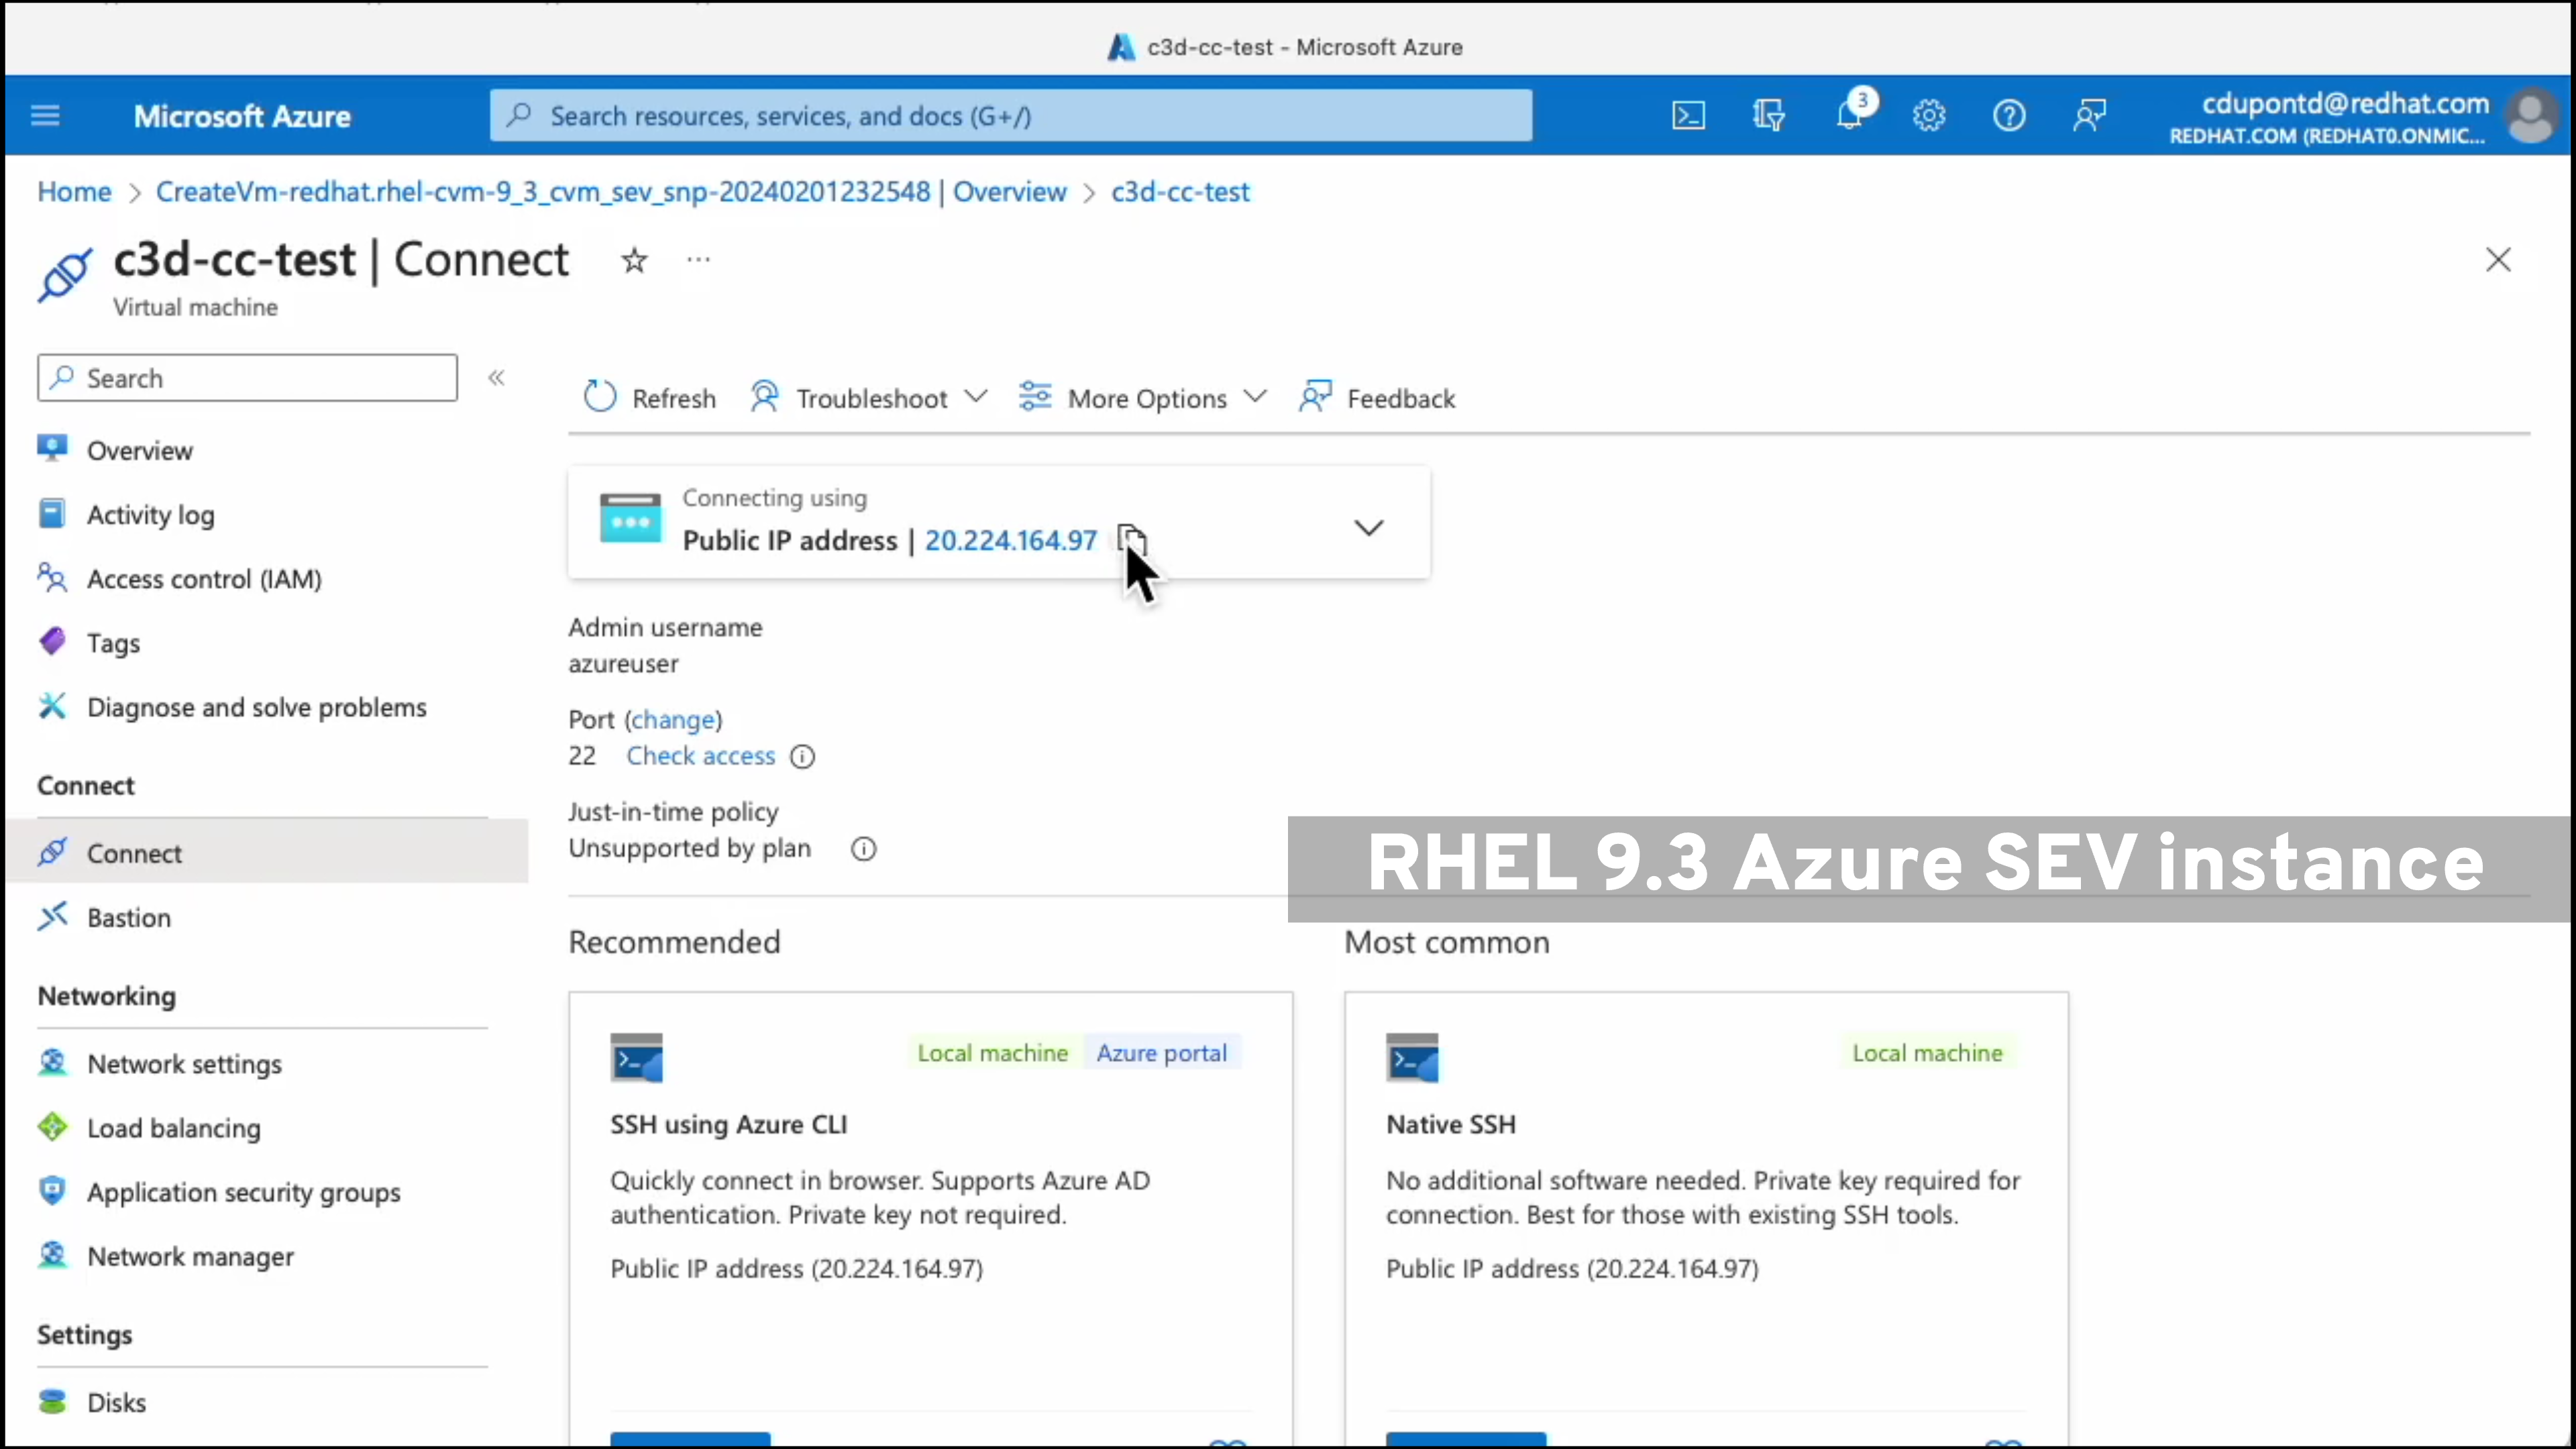 c3d-cc-test - Microsoft Azure
Microsoft Azure
Search resources, services, and docs (G+/)
3
cdupontd@redhat.com
REDHAT.COM (REDHAT0.ONMIC...
Home > CreateVm-redhat.rhel-cvm-9_3_cvm_sev_snp-20240201232548 | Overview > c3d-cc-test
c3d-cc-test | Connect
Virtual machine
Search
Refresh
Troubleshoot
More Options
Feedback
Overview
Activity log
Access control (IAM)
Tags
Diagnose and solve problems
Connect
Connect
Bastion
Networking
Network settings
Load balancing
Application security groups
Network manager
Settings
Disks
Connecting using
Public IP address | 20.224.164.97
Admin username
azureuser
Port (change)
22 Check access
Just-in-time policy
Unsupported by plan
RHEL 9.3 Azure SEV instance
Recommended
Local machine
Azure portal
SSH using Azure CLI
Quickly connect in browser. Supports Azure AD
authentication. Private key not required.
Public IP address (20.224.164.97)
Most common
Local machine
Native SSH
No additional software needed. Private key required for
connection. Best for those with existing SSH tools.
Public IP address (20.224.164.97)